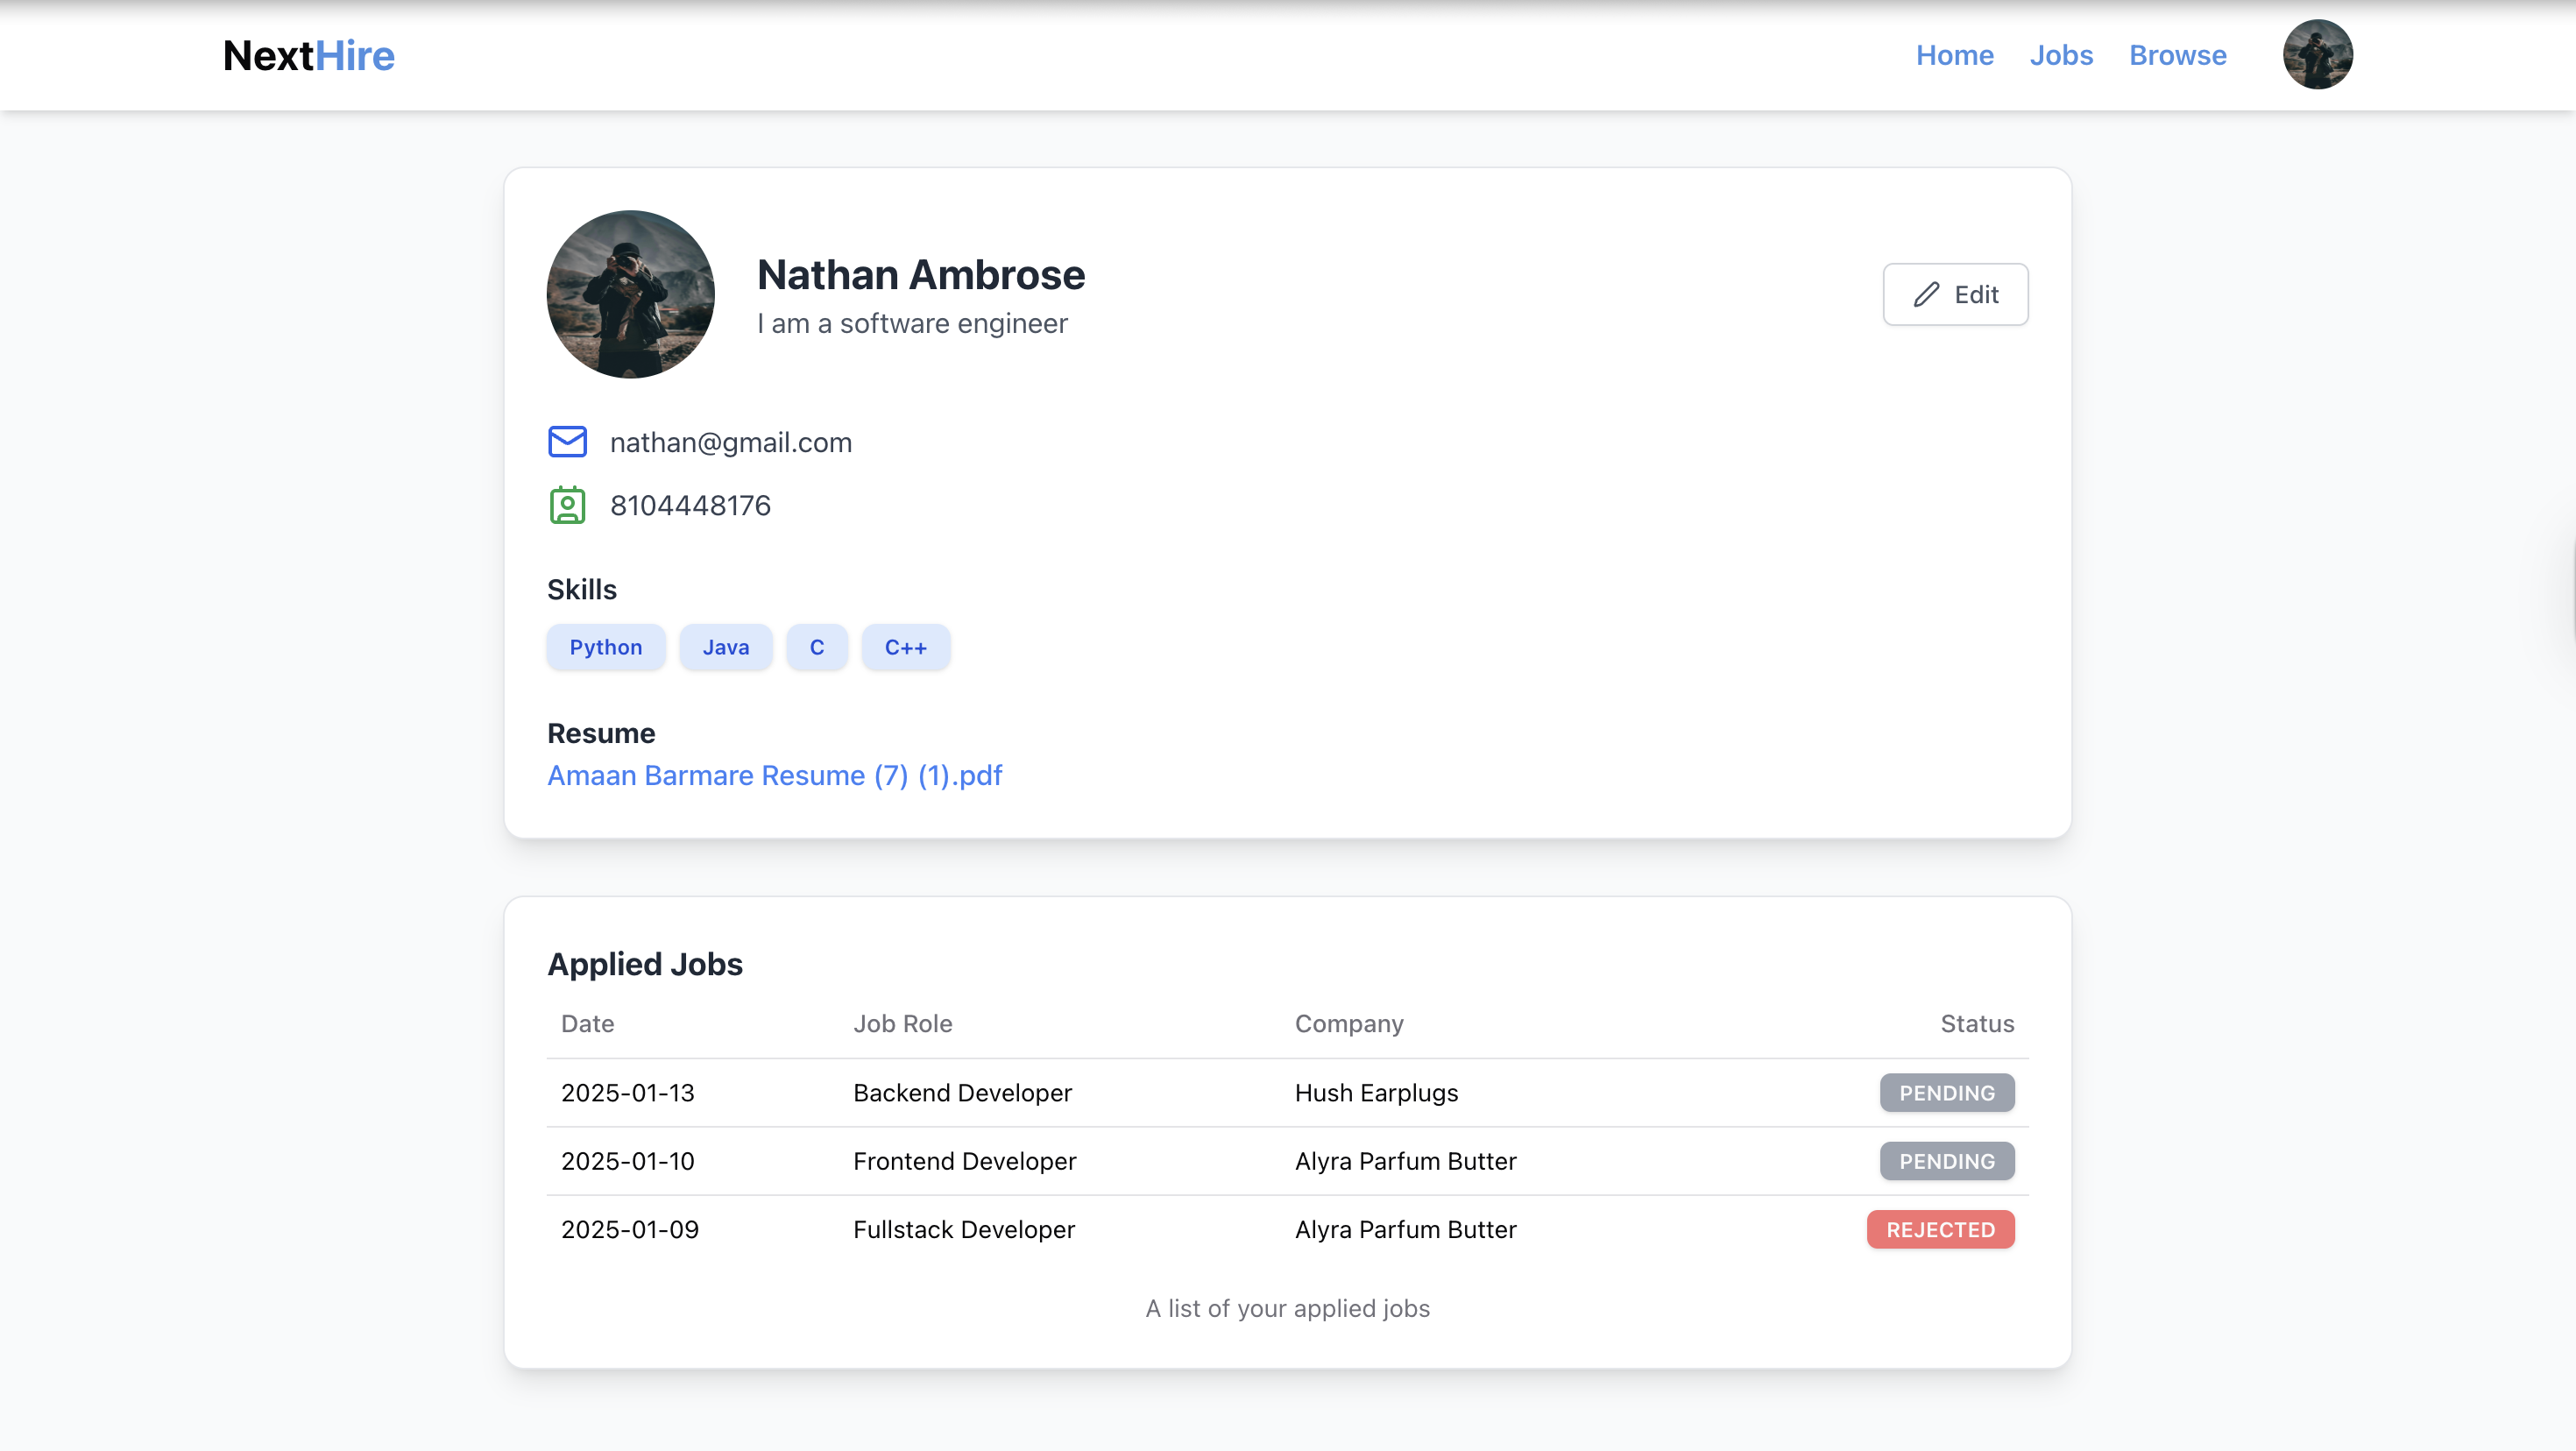 NextHire
Home Jobs Browse
Nathan Ambrose
I am a software engineer
Edit
nathan@gmail.com
8104448176
Skills
Python Java C C++
Resume
Amaan Barmare Resume (7) (1).pdf
Applied Jobs
Date Job Role Company Status
2025-01-13 Backend Developer Hush Earplugs PENDING
2025-01-10 Frontend Developer Alyra Parfum Butter PENDING
2025-01-09 Fullstack Developer Alyra Parfum Butter REJECTED
A list of your applied jobs